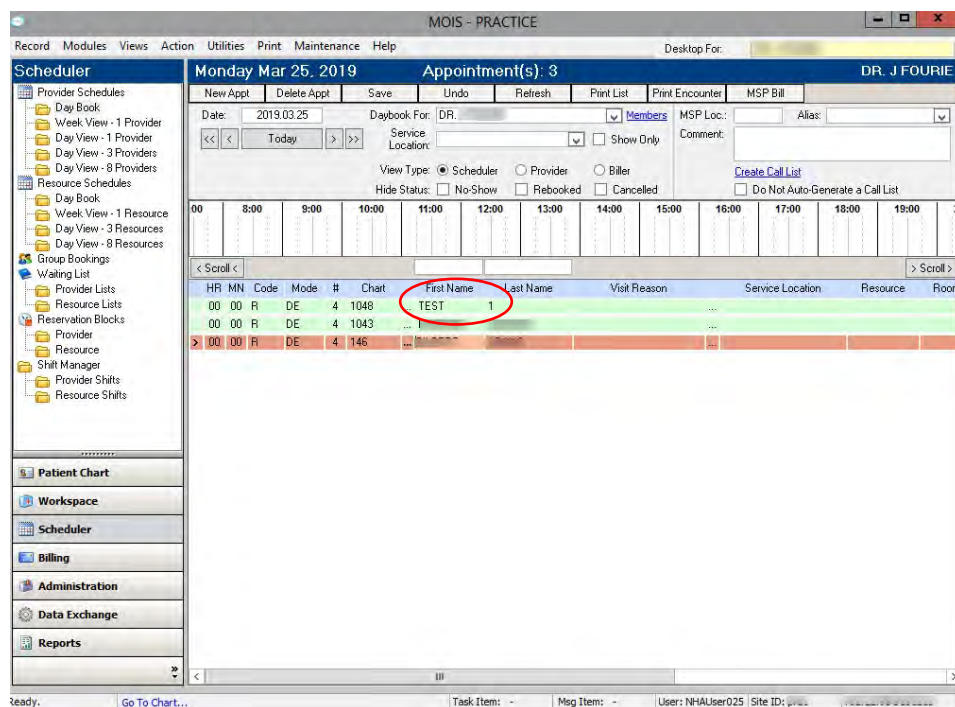 MOIS - PRACTICE
Record Modules Views Action Utilities Print Maintenance Help Desktop For:
Scheduler
Monday Mar 25, 2019 Appointment(s): 3 DR. J FOURIE
New Appt Delete Appt Save Undo Refresh Print List Print Encounter MSP Bill
Date: 2019.03.25 Daybook For: DR. Members MSP Loc.: Alias:
<< < Today > >> Service Location: Show Only Comment:
View Type: Scheduler Provider Biller Create Call List
Hide Status: No-Show Rebooked Cancelled Do Not Auto-Generate a Call List
00 8:00 9:00 10:00 11:00 12:00 13:00 14:00 15:00 16:00 17:00 18:00 19:00
< Scroll < > Scroll >
HR MN Code Mode # Chart First Name Last Name Visit Reason Service Location Resource Room
00 00 R DE 4 1048 ... TEST 1 ...
00 00 R DE 4 1043 ... ...
> 00 00 R DE 4 146 ... ...
Provider Schedules
Day Book
Week View - 1 Provider
Day View - 1 Provider
Day View - 3 Providers
Day View - 8 Providers
Resource Schedules
Day Book
Week View - 1 Resource
Day View - 3 Resources
Day View - 8 Resources
Group Bookings
Waiting List
Provider Lists
Resource Lists
Reservation Blocks
Provider
Resource
Shift Manager
Provider Shifts
Resource Shifts
Patient Chart
Workspace
Scheduler
Billing
Administration
Data Exchange
Reports
Ready. Go To Chart... Task Item: - Msg Item: - User: NHAUser025 Site ID: